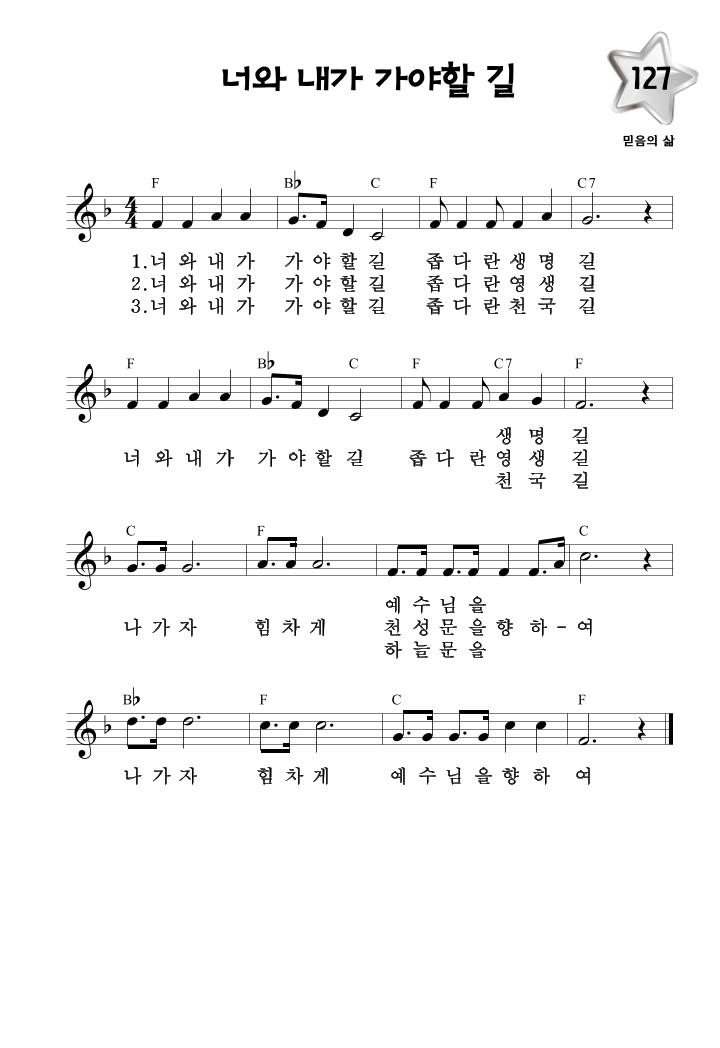 너와 내가 가야할 길
127
믿음의 삶
F B♭ C F C7
4
4
1.너 와 내 가 가 야 할 길 좁 다 란 생 명 길
2.너 와 내 가 가 야 할 길 좁 다 란 영 생 길
3.너 와 내 가 가 야 할 길 좁 다 란 천 국 길
F B♭ C F C7 F
생 명 길
너 와 내 가 가 야 할 길 좁 다 란 영 생 길
천 국 길
C F C
예 수 님 을
나 가 자 힘 차 게 천 성 문 을 향 하 - 여
하 늘 문 을
B♭ F C F
나 가 자 힘 차 게 예 수 님 을 향 하 여